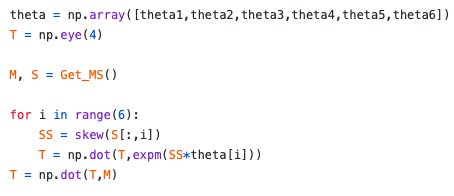 theta = np.array([theta1,theta2,theta3,theta4,theta5,theta6])
T = np.eye(4)

M, S = Get_MS()

for i in range(6):
    SS = skew(S[:,i])
    T = np.dot(T,expm(SS*theta[i]))
T = np.dot(T,M)